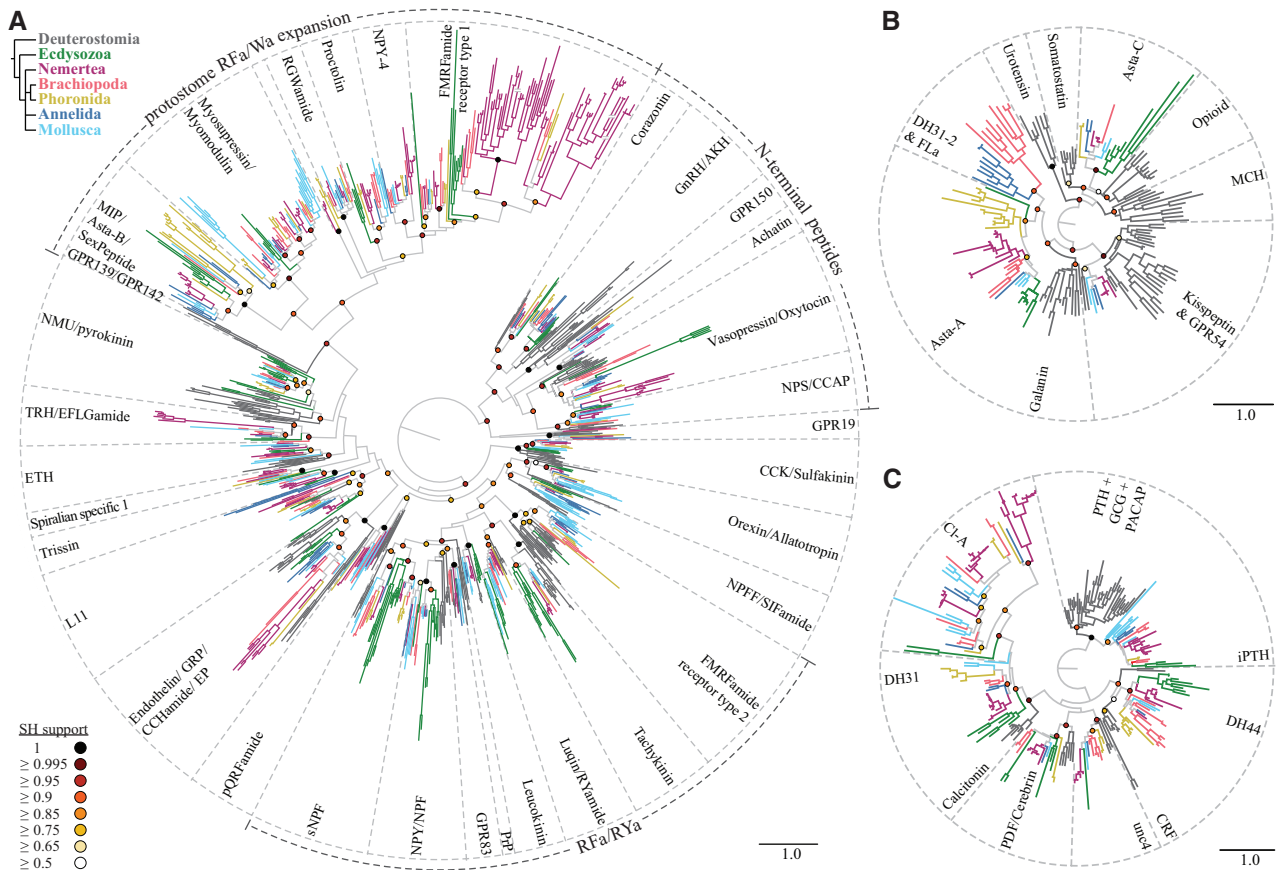 A
Deuterostomia
Ecdysozoa
Nemertea
Brachiopoda
Phoronida
Annelida
Mollusca
protostome RFa/Wa expansion
MIP/
Asta-B/
SexPeptide
Myosupressin/
Myomodulin
RGWamide
Proctolin
NPY-4
FMRFamide
receptor type 1
Corozonin
N-terminal peptides
GnRH/AKH
GPR150
Achatin
Vasopressin/Oxytocin
NPS/CCAP
GPR19
CCK/Sulfakinin
Orexin/Allatotropin
NPFF/SIFamide
FMRFamide
receptor type 2
Tachykinin
Luqin/RYamide
Leucokinin
PrP
GPR83
RFa/RYa
NPY/NPF
sNPF
pQRFamide
Endothelin/ GRP/
CCHamide/ EP
L11
Trissin
Spiralian specific 1
ETH
TRH/EFLGamide
NMU/pyrokinin
GPR139/GPR142
SH support
1
≥ 0.995
≥ 0.95
≥ 0.9
≥ 0.85
≥ 0.75
≥ 0.65
≥ 0.5
1.0
B
DH31-2
& FLa
Urotensin
Somatostatin
Asta-C
Opioid
MCH
Kisspeptin
& GPR54
Galanin
Asta-A
1.0
C
Cl-A
PTH +
GCG +
PACAP
iPTH
DH44
CRF
unc4
PDF/Cerebrin
Calcitonin
DH31
1.0